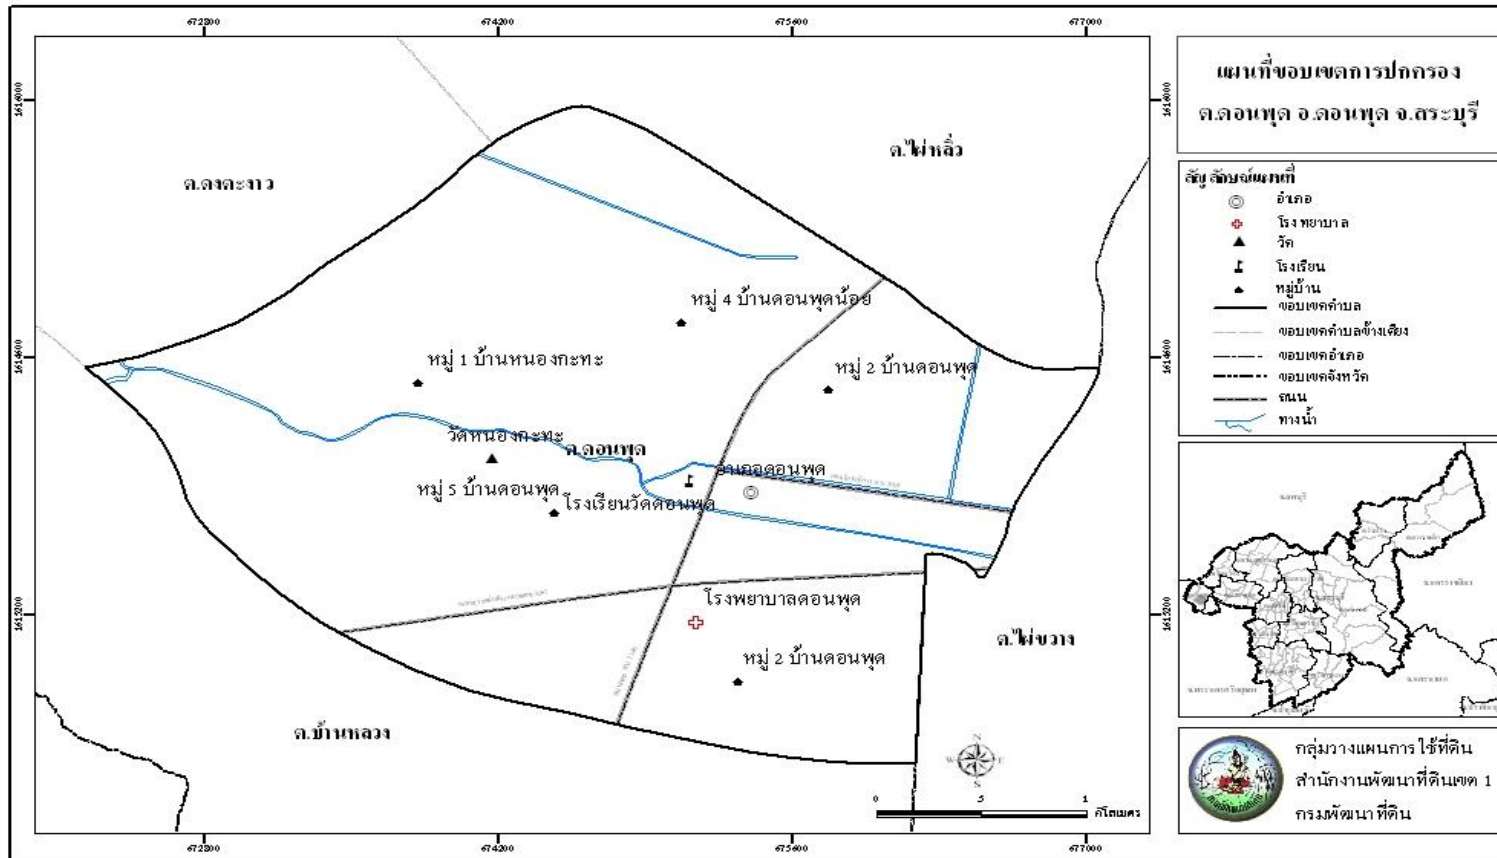 672800
674200
675600
677000
1616000
1616000
แผนที่ขอบเขตการปกครอง
ต.ดอนพุด อ.ดอนพุด จ.สระบุรี
ต.ไผ่หลิ่ว
ต.ดงตะงาว
สัญลักษณ์แผนที่
อำเภอ
โรงพยาบาล
วัด
โรงเรียน
หมู่บ้าน
ขอบเขตตำบล
ขอบเขตตำบลข้างเคียง
ขอบเขตอำเภอ
ขอบเขตจังหวัด
ถนน
ทางน้ำ
หมู่ 4 บ้านดอนพุดน้อย
1614600
1614600
หมู่ 1 บ้านหนองกะทะ
หมู่ 2 บ้านดอนพุด
วัดหนองกะทะ
ต.ดอนพุด
อำเภอดอนพุด
หมู่ 5 บ้านดอนพุด
โรงเรียนวัดดอนพุด
โรงพยาบาลดอนพุด
1613200
1613200
ต.ไผ่ขวาง
หมู่ 2 บ้านดอนพุด
ต.บ้านหลวง
N
W
E
S
0 .5 1
กิโลเมตร
กลุ่มวางแผนการใช้ที่ดิน
สำนักงานพัฒนาที่ดินเขต 1
กรมพัฒนาที่ดิน
672800
674200
675600
677000